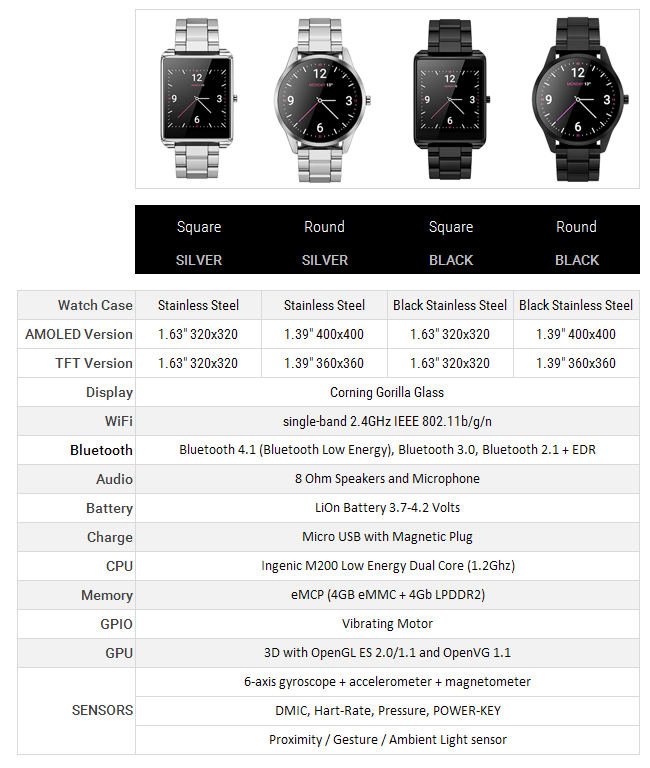 12 9 3 6
12 MONDAY 13° 9 3 6
12 9 3 6
12 MONDAY 13° 9 3 6
Square Round Square Round
SILVER SILVER BLACK BLACK
Watch Case Stainless Steel Stainless Steel Black Stainless Steel Black Stainless Steel
AMOLED Version 1.63" 320x320 1.39" 400x400 1.63" 320x320 1.39" 400x400
TFT Version 1.63" 320x320 1.39" 360x360 1.63" 320x320 1.39" 360x360
Display Corning Gorilla Glass
WiFi single-band 2.4GHz IEEE 802.11b/g/n
Bluetooth Bluetooth 4.1 (Bluetooth Low Energy), Bluetooth 3.0, Bluetooth 2.1 + EDR
Audio 8 Ohm Speakers and Microphone
Battery LiOn Battery 3.7-4.2 Volts
Charge Micro USB with Magnetic Plug
CPU Ingenic M200 Low Energy Dual Core (1.2Ghz)
Memory eMCP (4GB eMMC + 4Gb LPDDR2)
GPIO Vibrating Motor
GPU 3D with OpenGL ES 2.0/1.1 and OpenVG 1.1
6-axis gyroscope + accelerometer + magnetometer
SENSORS DMIC, Hart-Rate, Pressure, POWER-KEY
Proximity / Gesture / Ambient Light sensor